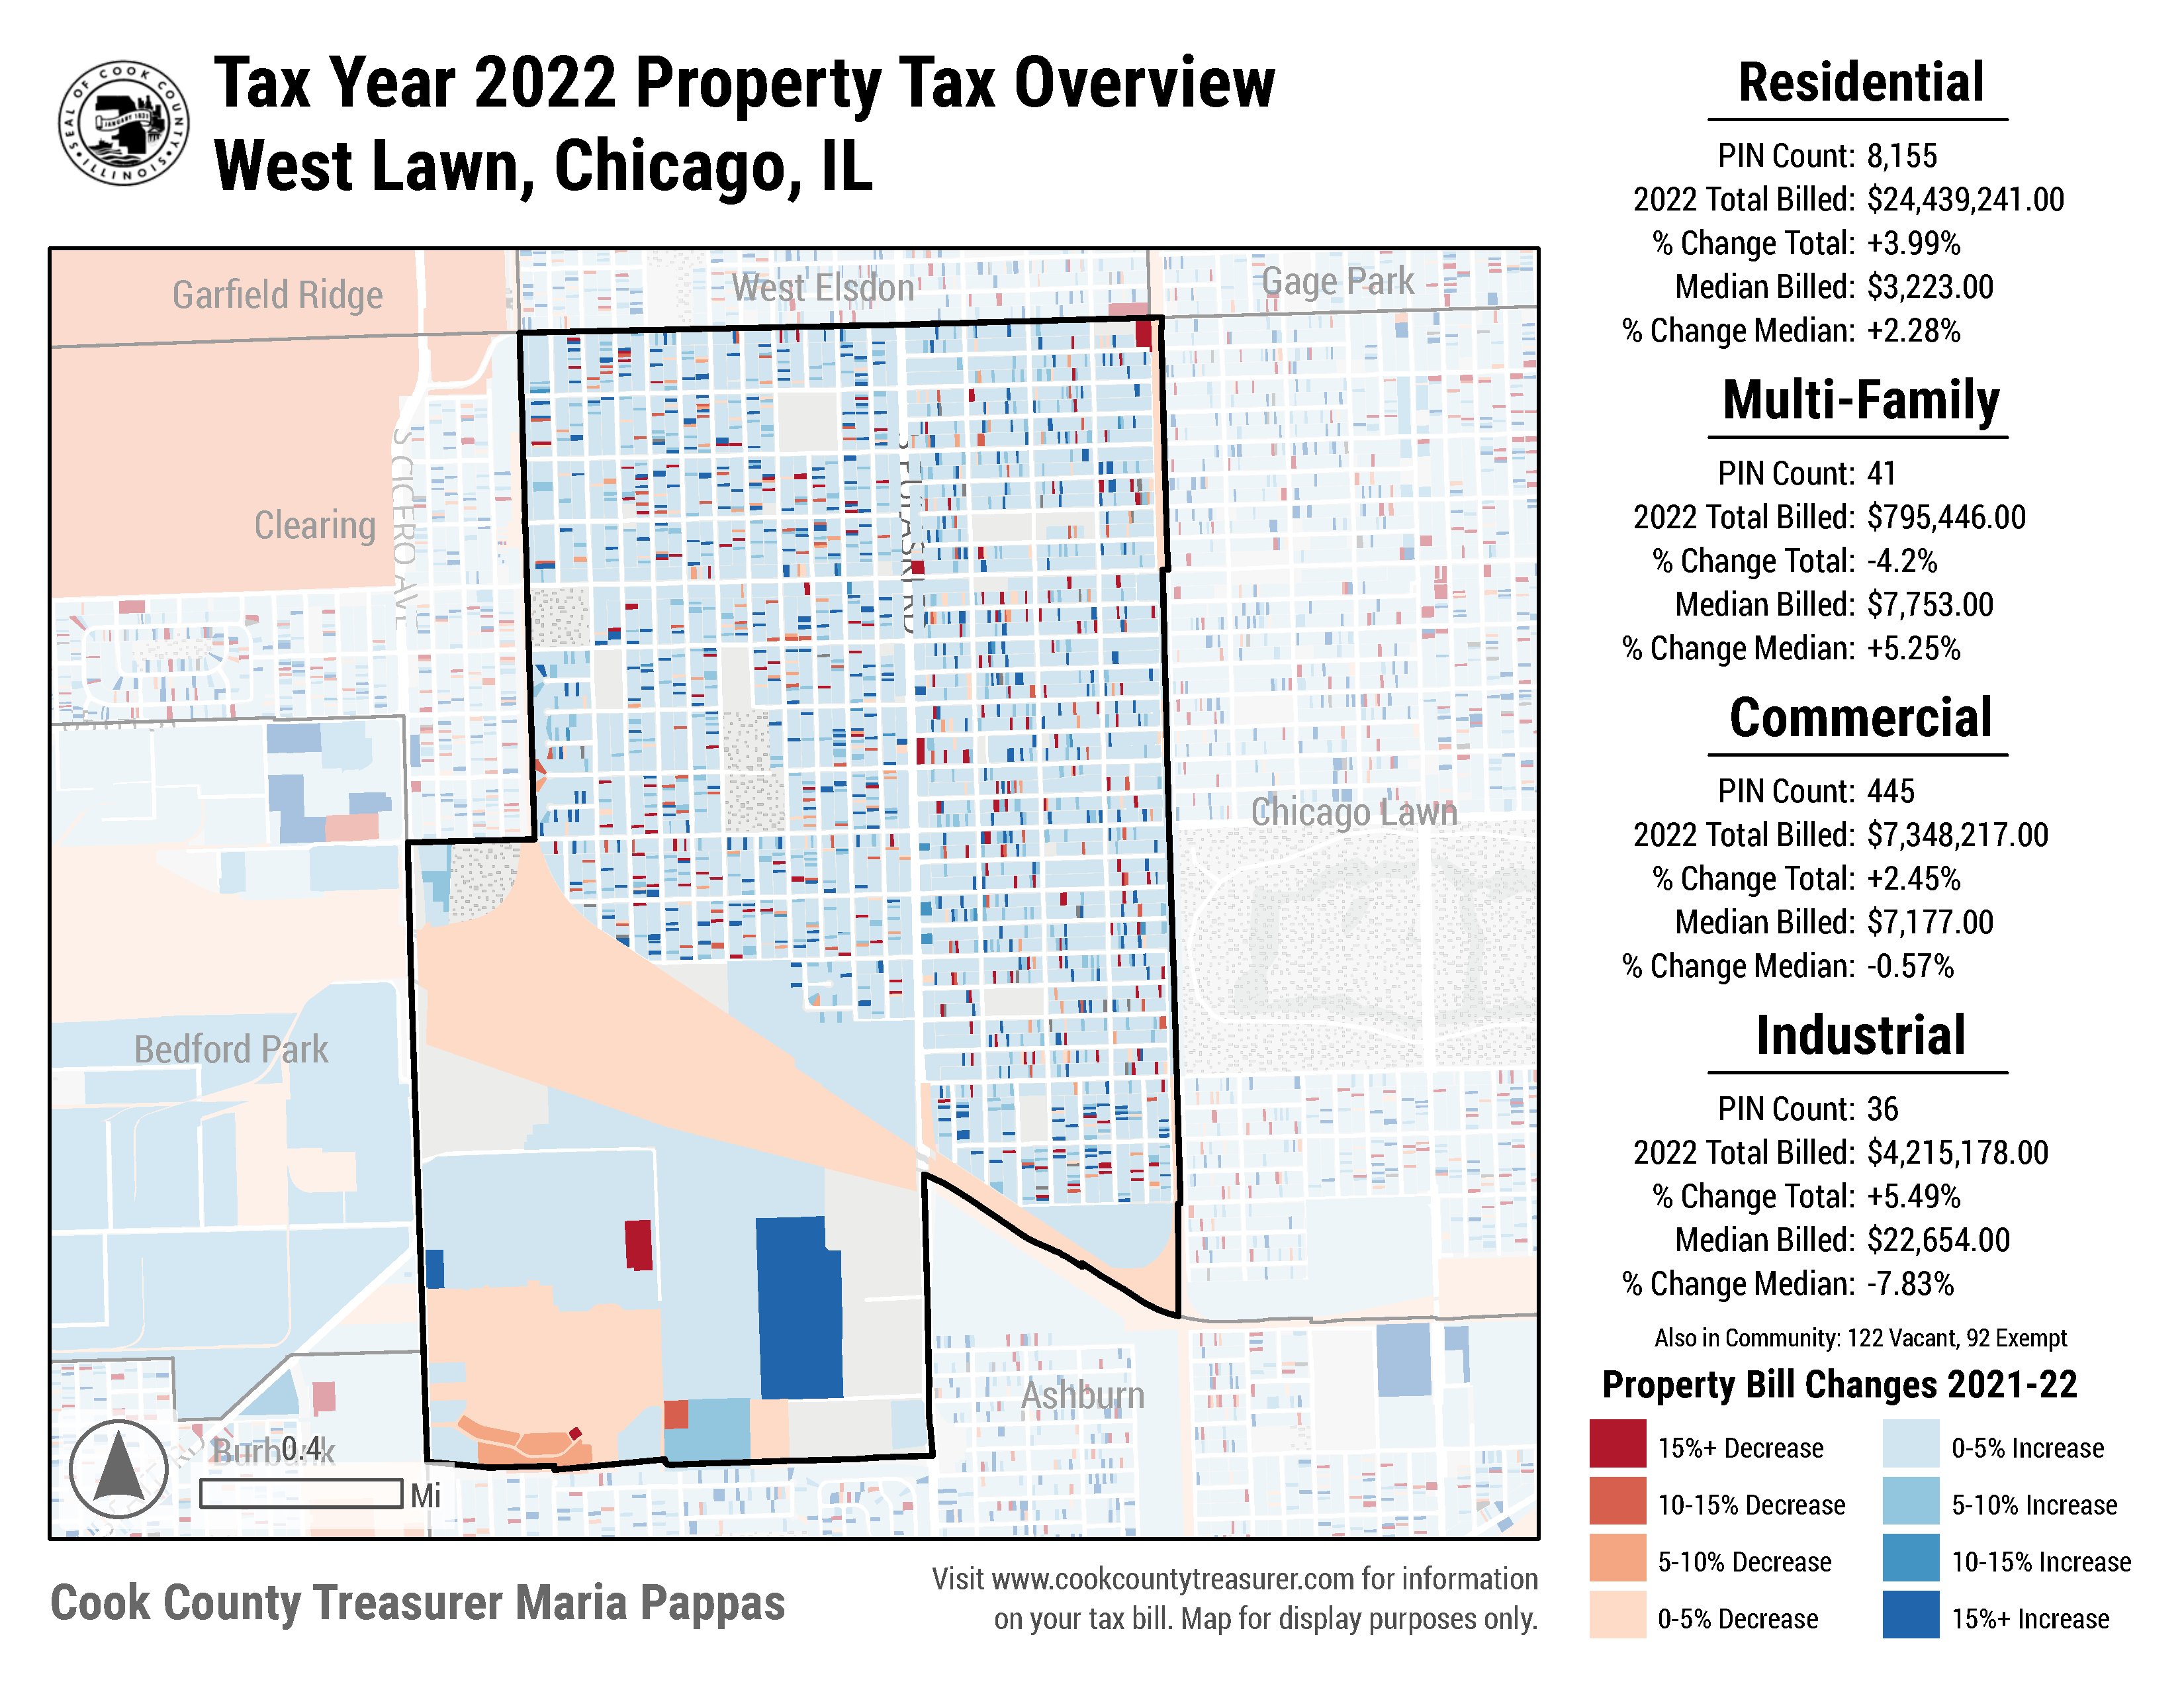 SEAL OF COOK COUNTY
JANUARY 1831
ILLINOIS
Tax Year 2022 Property Tax Overview
West Lawn, Chicago, IL
Garfield Ridge
West Elsdon
Gage Park
S CICERO AVE
Clearing
S PULASKI RD
Chicago Lawn
Bedford Park
Ashburn
Burbank
0.4
Mi
Cook County Treasurer Maria Pappas
Visit www.cookcountytreasurer.com for information
on your tax bill. Map for display purposes only.
Residential
PIN Count: 8,155
2022 Total Billed: $24,439,241.00
% Change Total: +3.99%
Median Billed: $3,223.00
% Change Median: +2.28%
Multi-Family
PIN Count: 41
2022 Total Billed: $795,446.00
% Change Total: -4.2%
Median Billed: $7,753.00
% Change Median: +5.25%
Commercial
PIN Count: 445
2022 Total Billed: $7,348,217.00
% Change Total: +2.45%
Median Billed: $7,177.00
% Change Median: -0.57%
Industrial
PIN Count: 36
2022 Total Billed: $4,215,178.00
% Change Total: +5.49%
Median Billed: $22,654.00
% Change Median: -7.83%
Also in Community: 122 Vacant, 92 Exempt
Property Bill Changes 2021-22
15%+ Decrease
10-15% Decrease
5-10% Decrease
0-5% Decrease
0-5% Increase
5-10% Increase
10-15% Increase
15%+ Increase